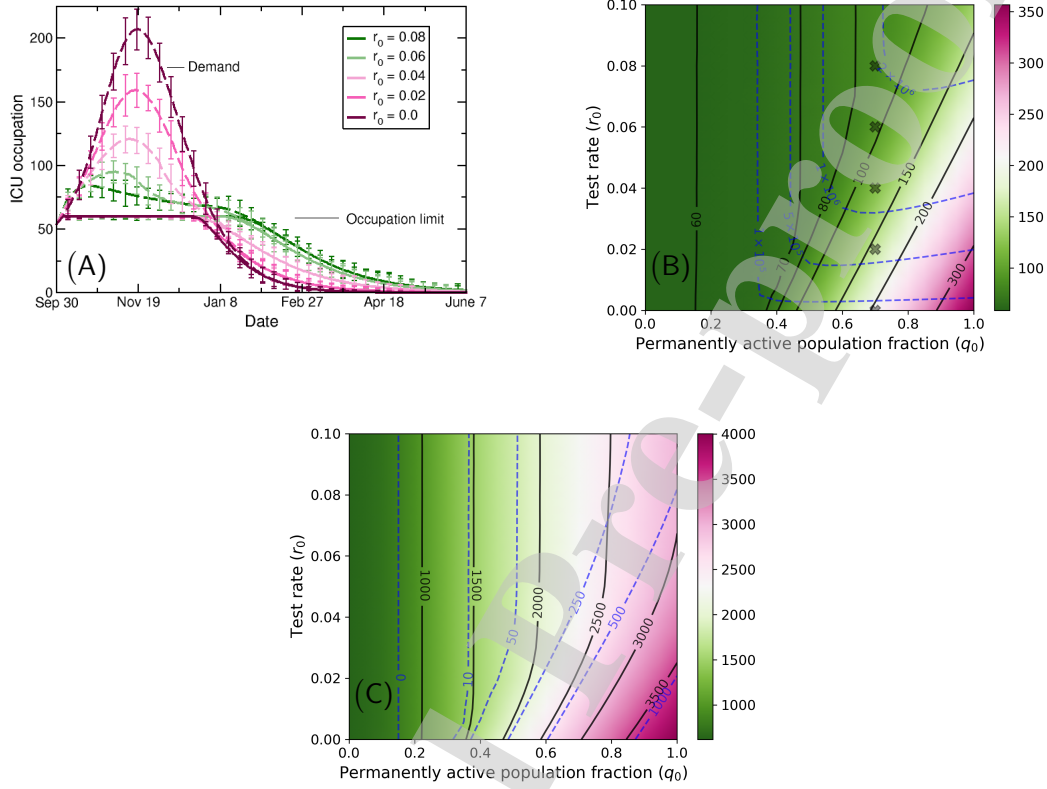 ICU occupation
200
150
100
50
0
Sep 30
Nov 19
Jan 8
Feb 27
Apr 18
June 7
Date
r0 = 0.08
r0 = 0.06
r0 = 0.04
r0 = 0.02
r0 = 0.0
Demand
Occupation limit
(A)
Test rate (r0)
0.10
0.08
0.06
0.04
0.02
0.00
0.0
0.2
0.4
0.6
0.8
1.0
Permanently active population fraction (q0)
60
70
80
100
150
200
300
(B)
350
300
250
200
150
100
Test rate (r0)
0.10
0.08
0.06
0.04
0.02
0.00
0.0
0.2
0.4
0.6
0.8
1.0
Permanently active population fraction (q0)
1000
1500
2000
2500
3000
3500
0
10
50
250
500
1000
(C)
4000
3500
3000
2500
2000
1500
1000
Pre-proo